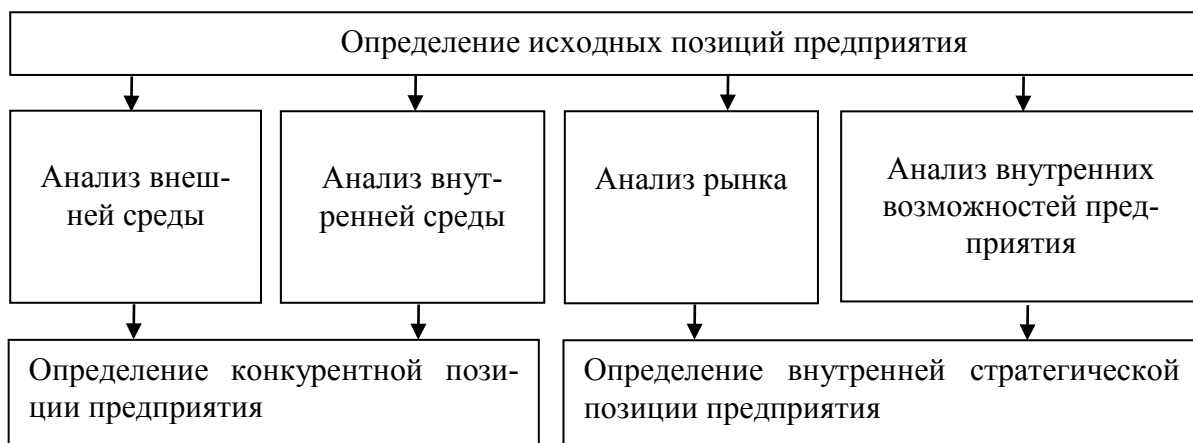 Определение исходных позиций предприятия
Анализ внеш-
ней среды
Анализ внут-
ренней среды
Анализ рынка
Анализ внутренних
возможностей пред-
приятия
Определение конкурентной пози-
ции предприятия
Определение внутренней стратегической
позиции предприятия